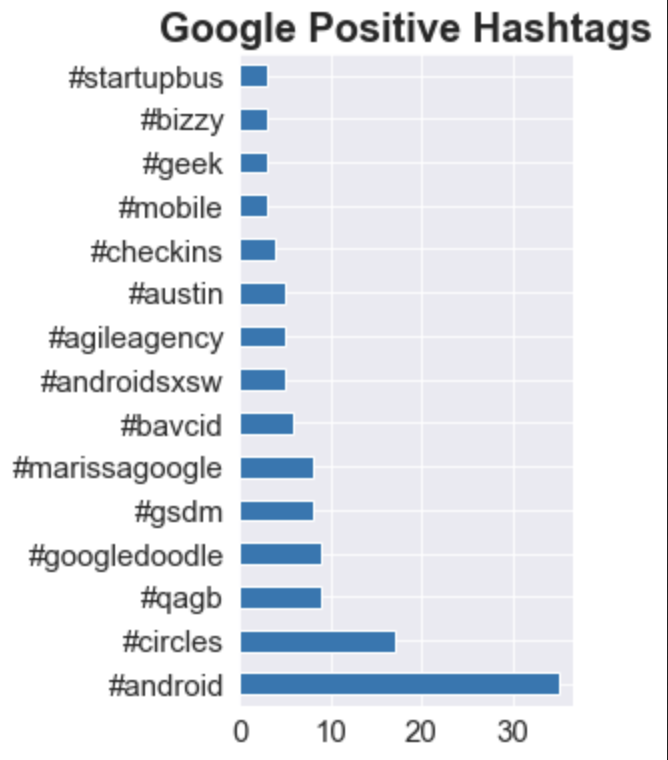 Google Positive Hashtags
#startupbus
#bizzy
#geek
#mobile
#checkins
#austin
#agileagency
#androidsxsw
#bavcid
#marissagoogle
#gsdm
#googledoodle
#qagb
#circles
#android
0 10 20 30